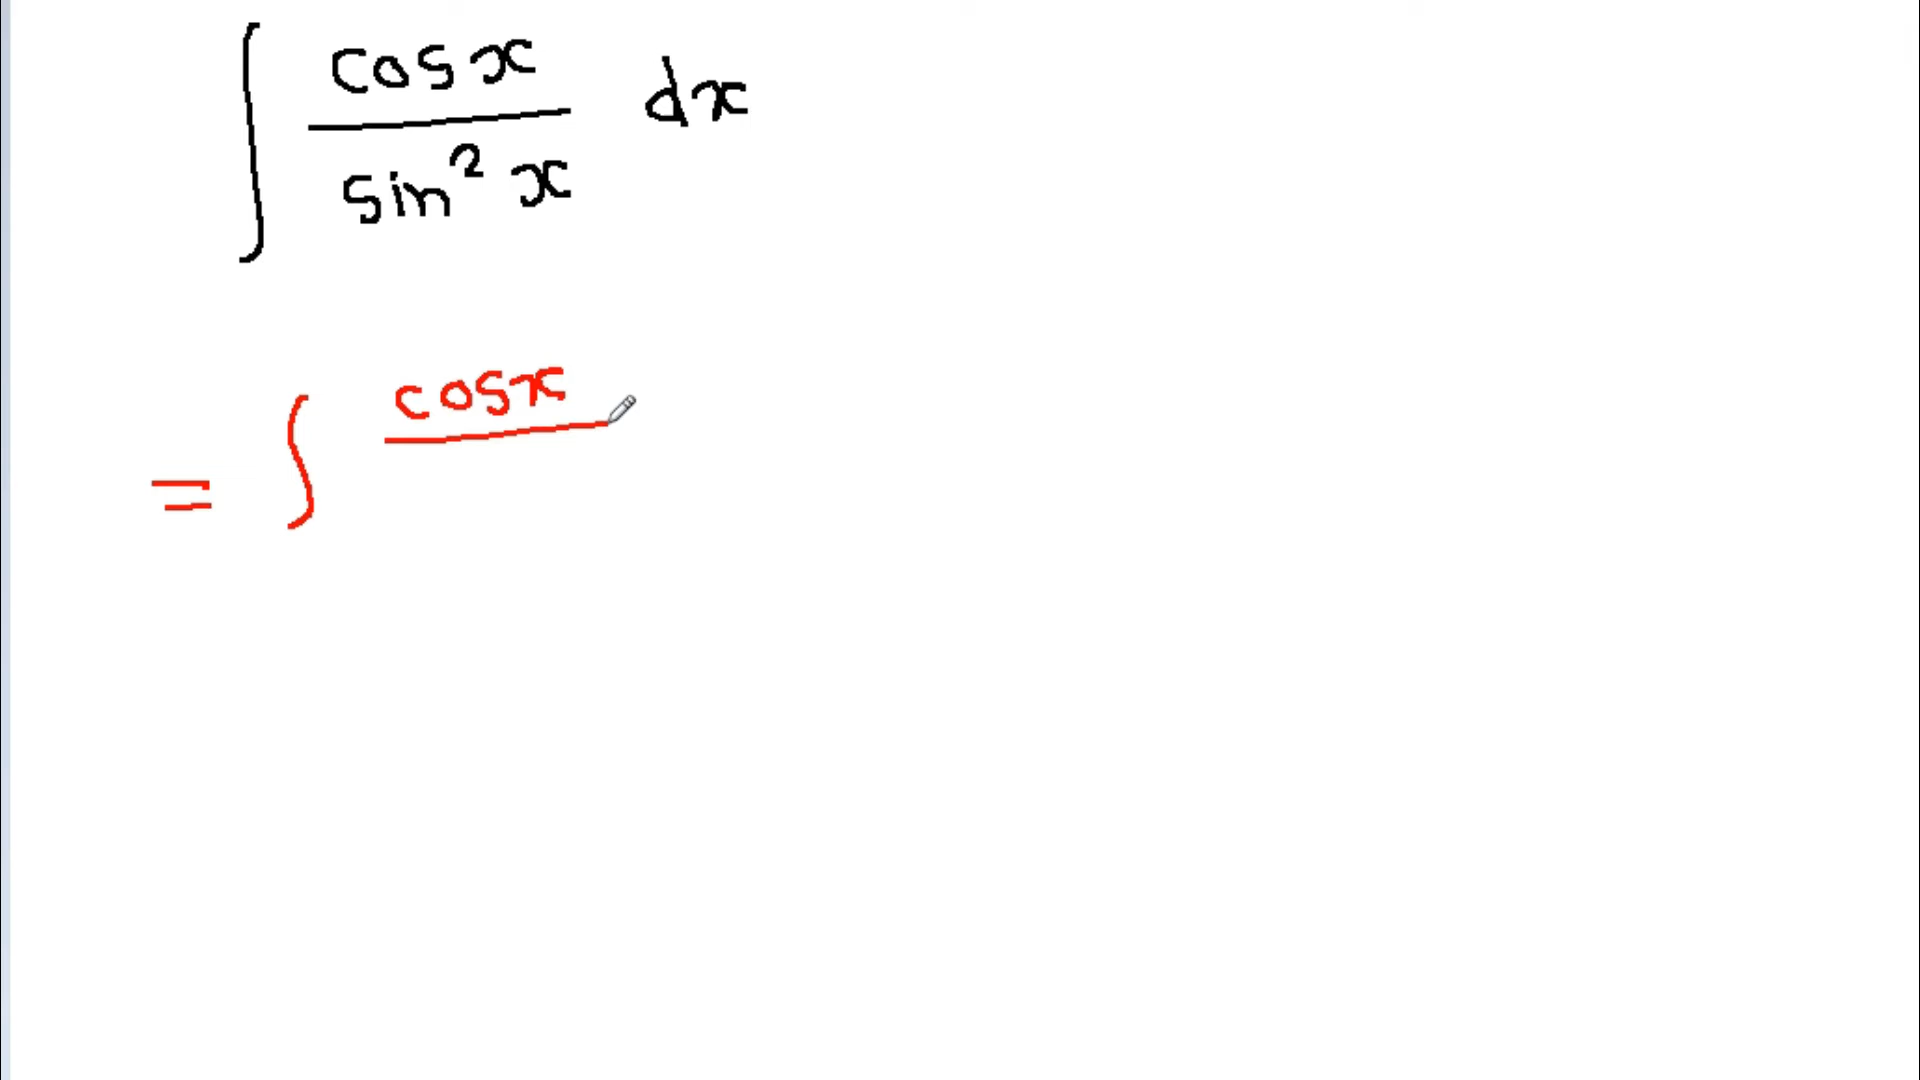 ∫ cos x / sin² x dx
= ∫ cos x /